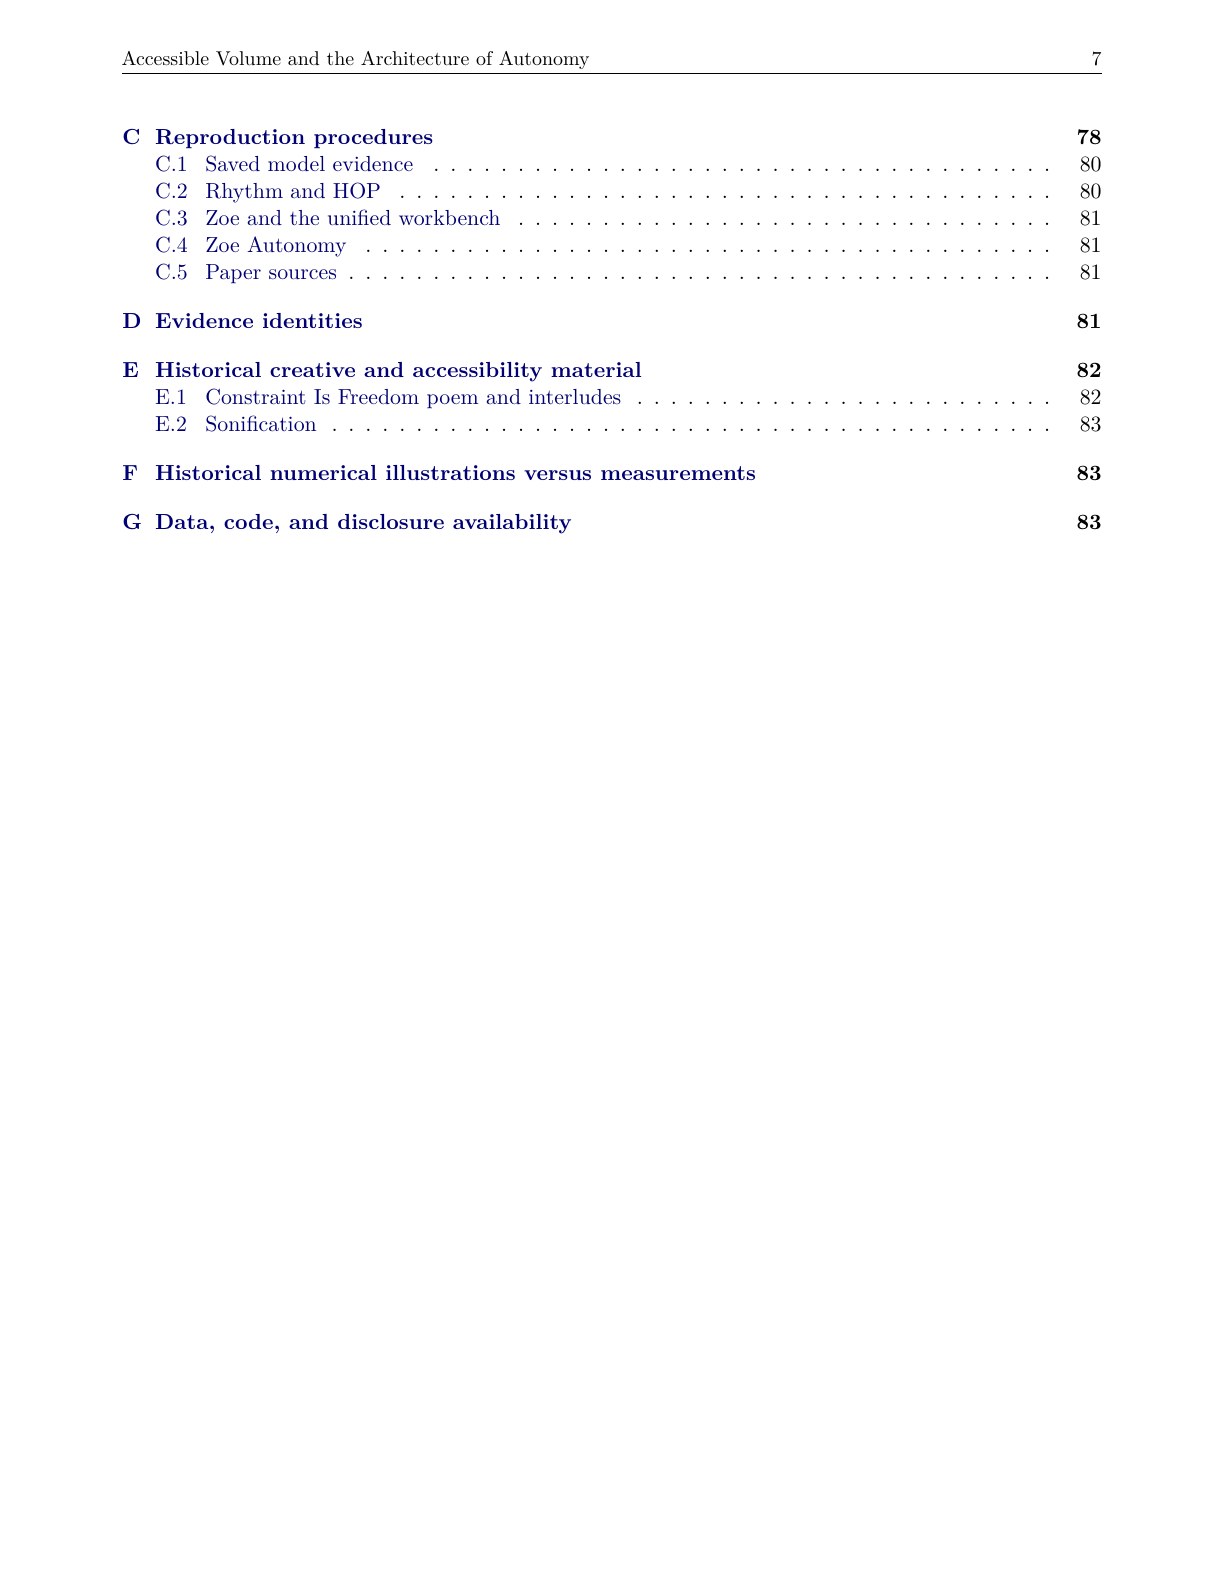 Accessible Volume and the Architecture of Autonomy 7
C Reproduction procedures 78
C.1 Saved model evidence . . . . . . . . . . . . . . . . . . . . . . . . . . . . . . . . . . . . . 80
C.2 Rhythm and HOP . . . . . . . . . . . . . . . . . . . . . . . . . . . . . . . . . . . . . . . 80
C.3 Zoe and the unified workbench . . . . . . . . . . . . . . . . . . . . . . . . . . . . . . . . 81
C.4 Zoe Autonomy . . . . . . . . . . . . . . . . . . . . . . . . . . . . . . . . . . . . . . . . . 81
C.5 Paper sources . . . . . . . . . . . . . . . . . . . . . . . . . . . . . . . . . . . . . . . . . . 81
D Evidence identities 81
E Historical creative and accessibility material 82
E.1 Constraint Is Freedom poem and interludes . . . . . . . . . . . . . . . . . . . . . . . . . 82
E.2 Sonification . . . . . . . . . . . . . . . . . . . . . . . . . . . . . . . . . . . . . . . . . . . 83
F Historical numerical illustrations versus measurements 83
G Data, code, and disclosure availability 83